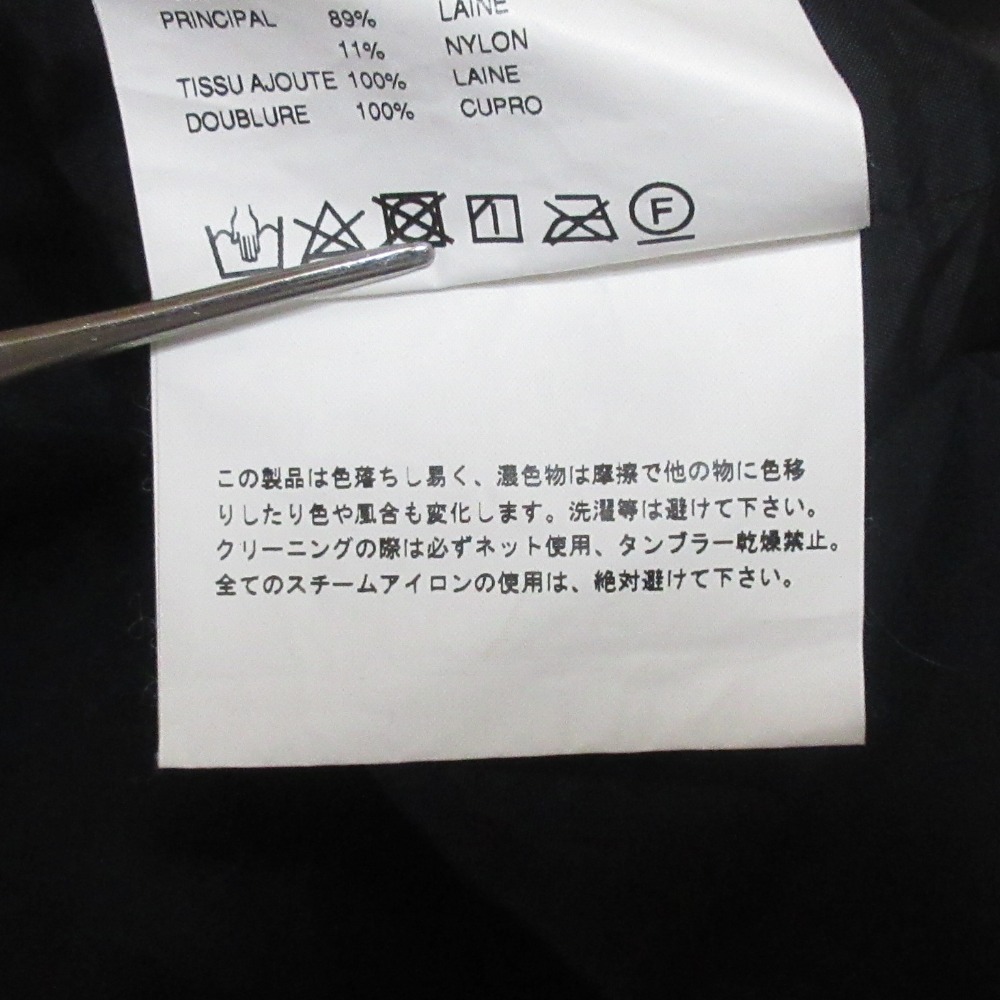 PRINCIPAL 89% LAINE
11% NYLON
TISSU AJOUTE 100% LAINE
DOUBLURE 100% CUPRO
F
この製品は色落ちし易く、濃色物は摩擦で他の物に色移
りしたり色や風合も変化します。洗濯等は避けて下さい。
クリーニングの際は必ずネット使用、タンブラー乾燥禁止。
全てのスチームアイロンの使用は、絶対避けて下さい。